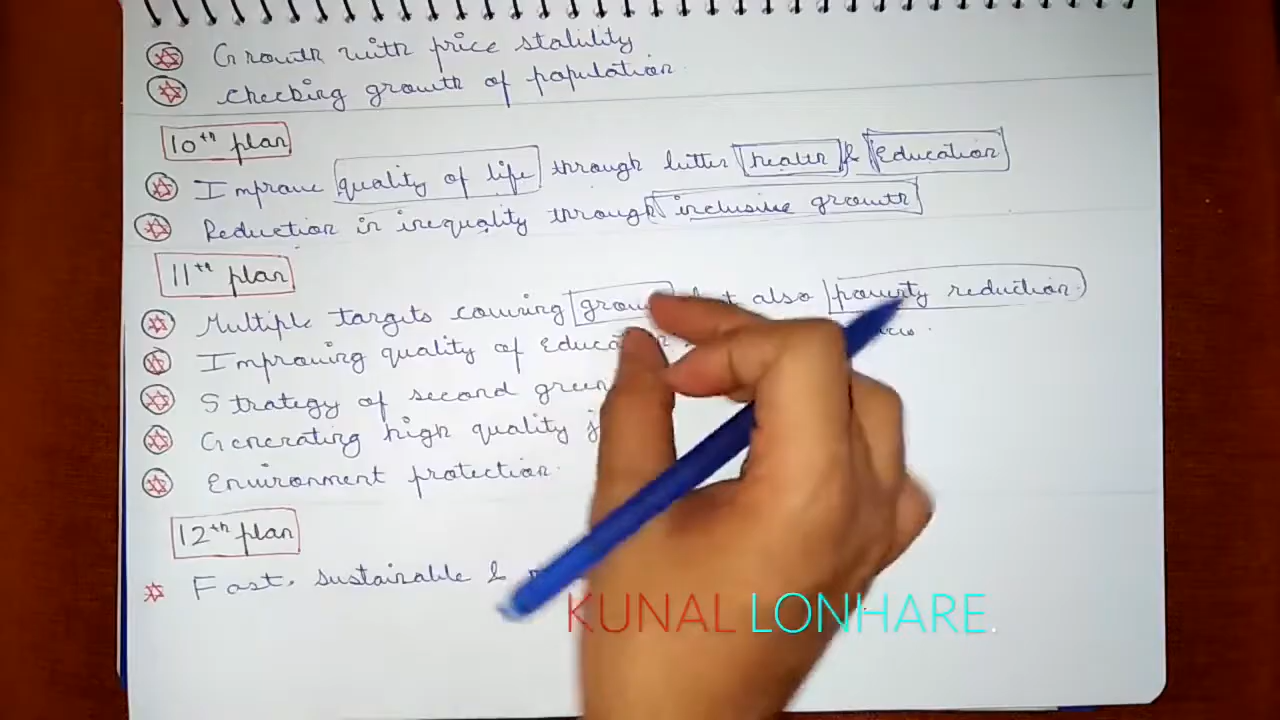 Growth with price stability
Checking growth of population.
10th plan
Improve quality of life through better health & Education
Reduction in inequality through inclusive growth
11th plan
Multiple targets covering also poverty reduction.
Improving quality of
Strategy of second green
Generating high quality
Environment protection.
12th plan
Fast, sustainable &
KUNAL LONHARE.